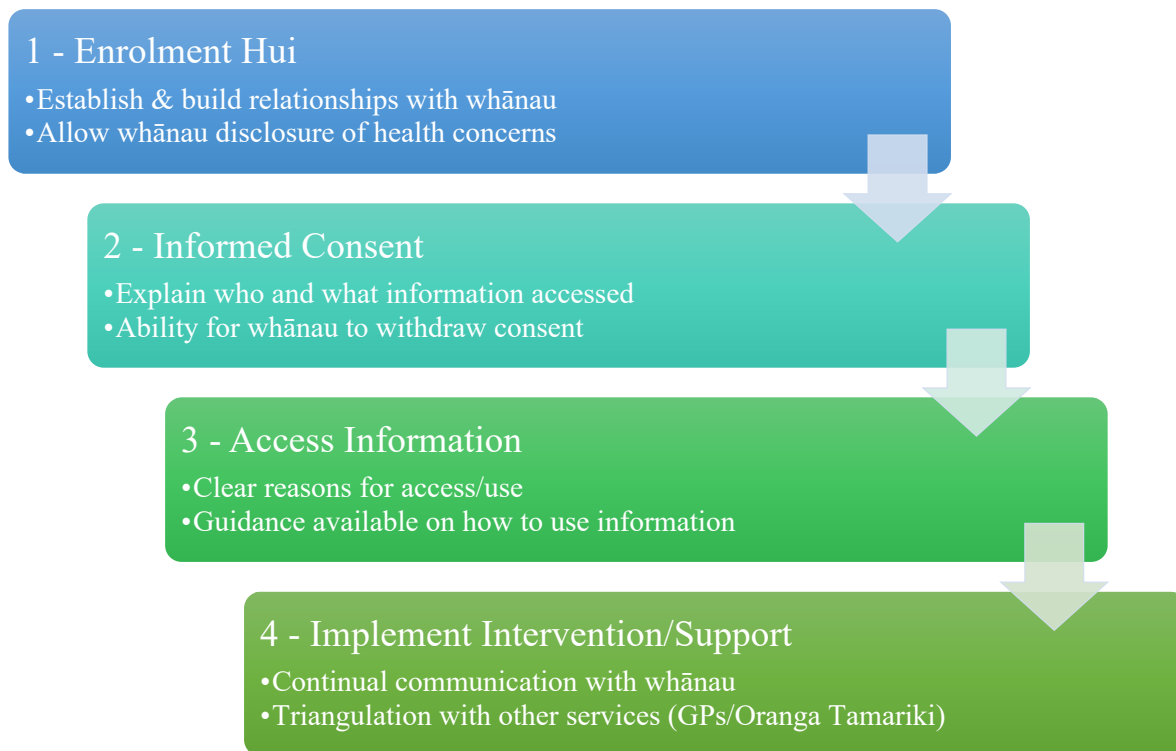 1 - Enrolment Hui
•Establish & build relationships with whānau
•Allow whānau disclosure of health concerns
2 - Informed Consent
•Explain who and what information accessed
•Ability for whānau to withdraw consent
3 - Access Information
•Clear reasons for access/use
•Guidance available on how to use information
4 - Implement Intervention/Support
•Continual communication with whānau
•Triangulation with other services (GPs/Oranga Tamariki)